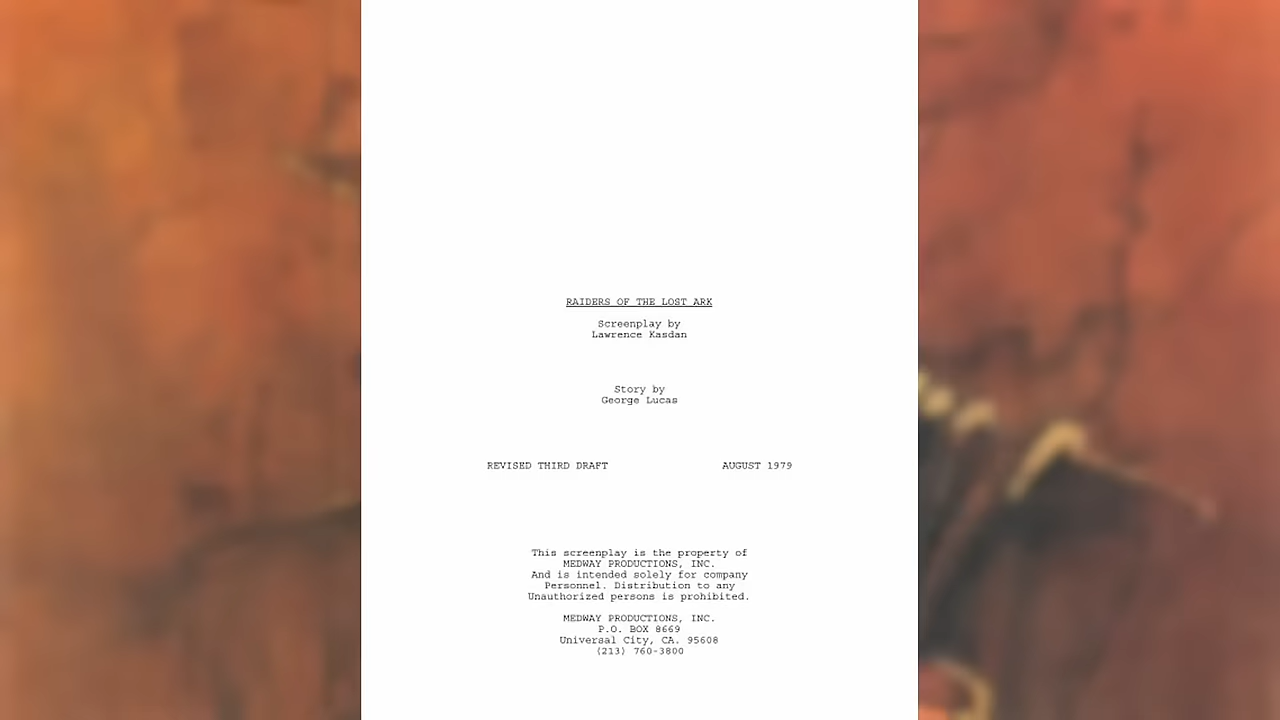 RAIDERS OF THE LOST ARK
Screenplay by
Lawrence Kasdan
Story by
George Lucas
REVISED THIRD DRAFT AUGUST 1979
This screenplay is the property of
MEDWAY PRODUCTIONS, INC.
And is intended solely for company
Personnel. Distribution to any
Unauthorized persons is prohibited.
MEDWAY PRODUCTIONS, INC.
P.O. BOX 8669
Universal City, CA. 95608
(213) 760-3800